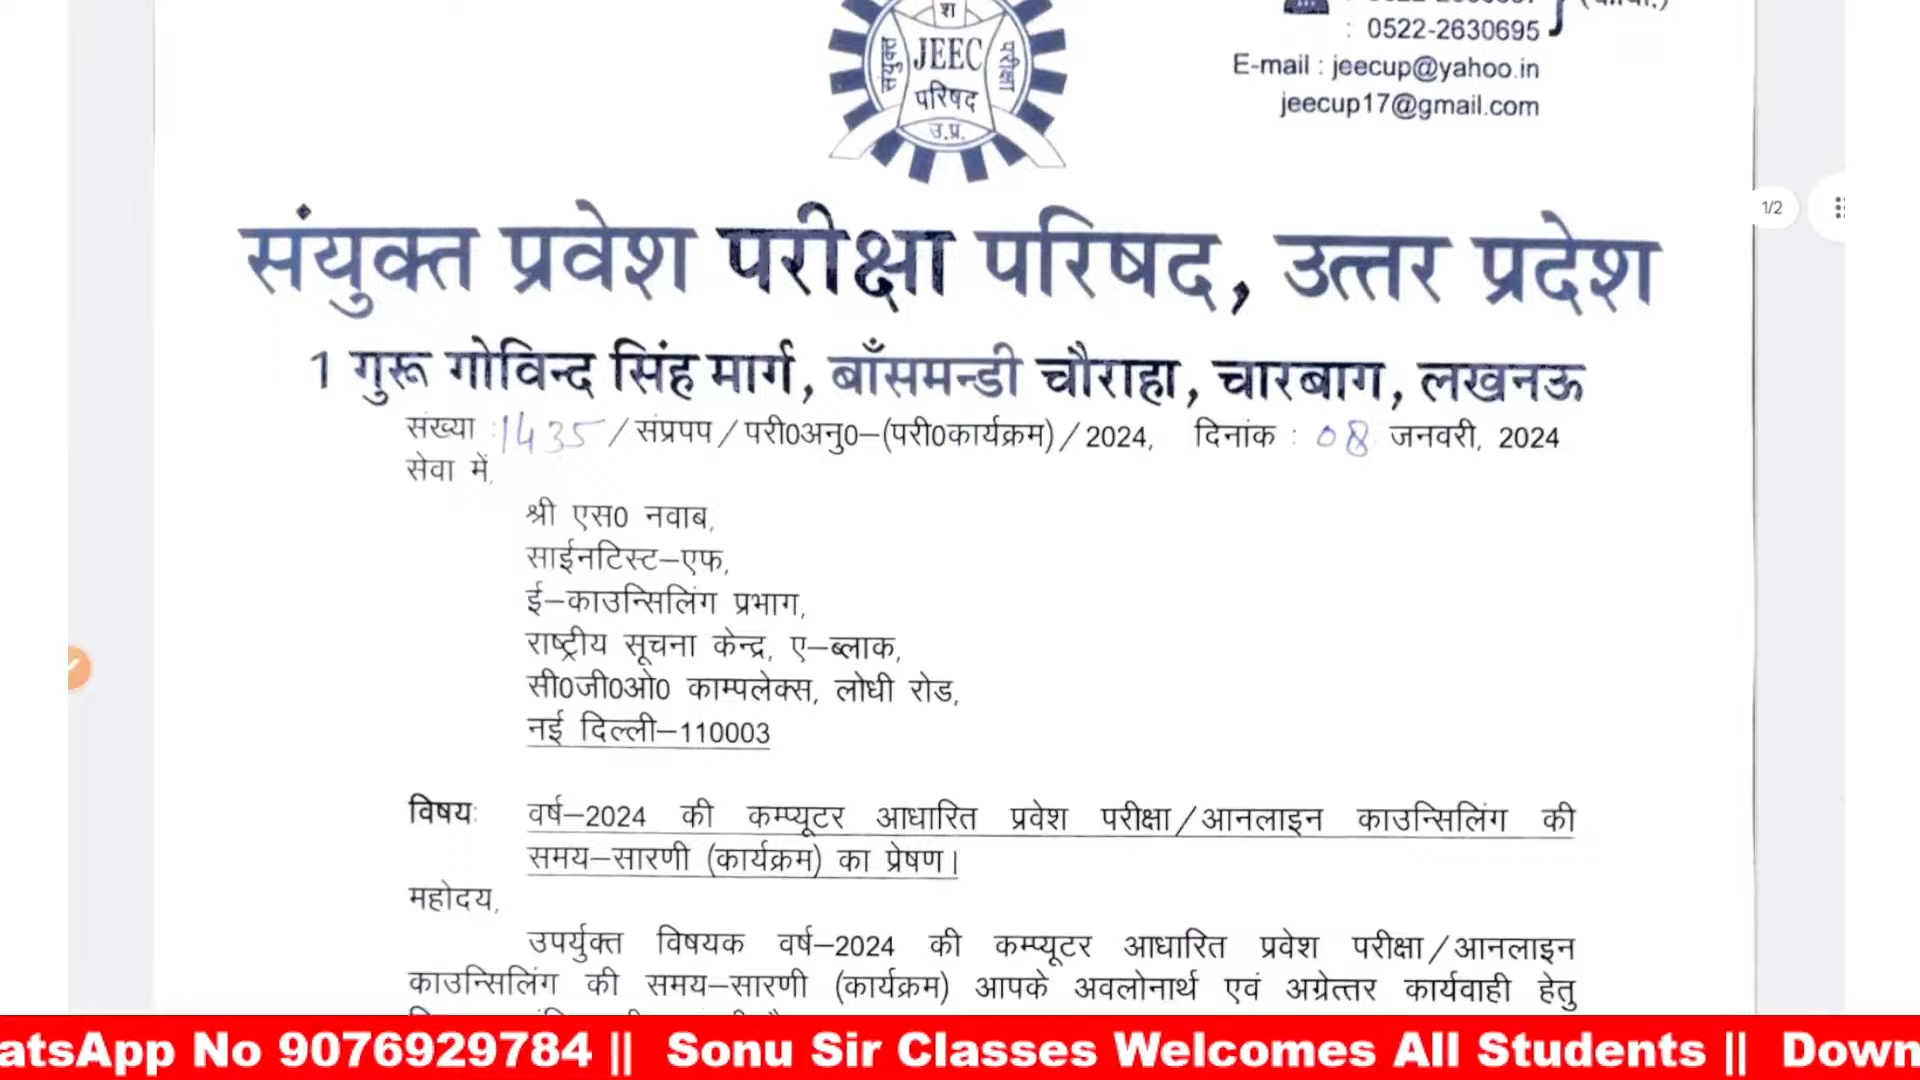 श
संयुक्त
JEEC
परीक्षा
परिषद
उ.प्र.
: 0522-2630695
E-mail : jeecup@yahoo.in
jeecup17@gmail.com
1/2
संयुक्त प्रवेश परीक्षा परिषद, उत्तर प्रदेश
1 गुरू गोविन्द सिंह मार्ग, बाँसमन्डी चौराहा, चारबाग, लखनऊ
संख्या : 1435 / संप्रपप / परी0अनु0–(परी0कार्यक्रम) / 2024, दिनांक : 08 जनवरी, 2024
सेवा में,
श्री एस0 नवाब,
साईनटिस्ट–एफ,
ई–काउन्सिलिंग प्रभाग,
राष्ट्रीय सूचना केन्द्र, ए–ब्लाक,
सी0जी0ओ0 काम्पलेक्स, लोधी रोड,
नई दिल्ली–110003
विषयः वर्ष–2024 की कम्प्यूटर आधारित प्रवेश परीक्षा/आनलाइन काउन्सिलिंग की
समय–सारणी (कार्यक्रम) का प्रेषण।
महोदय,
उपर्युक्त विषयक वर्ष–2024 की कम्प्यूटर आधारित प्रवेश परीक्षा/आनलाइन
काउन्सिलिंग की समय–सारणी (कार्यक्रम) आपके अवलोनार्थ एवं अग्रेत्तर कार्यवाही हेतु
atsApp No 9076929784 || Sonu Sir Classes Welcomes All Students || Down